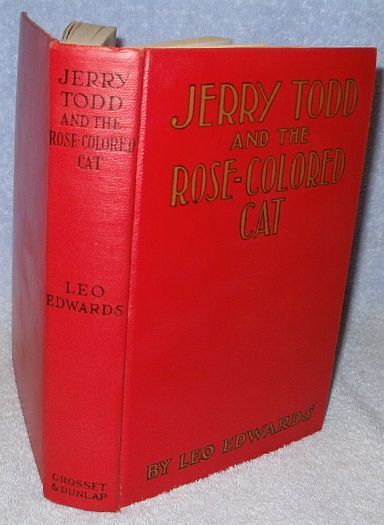 JERRY
TODD
AND THE
ROSE-COLORED
CAT
LEO
EDWARDS
GROSSET
& DUNLAP
JERRY TODD
AND THE
ROSE-COLORED
CAT
BY LEO EDWARDS